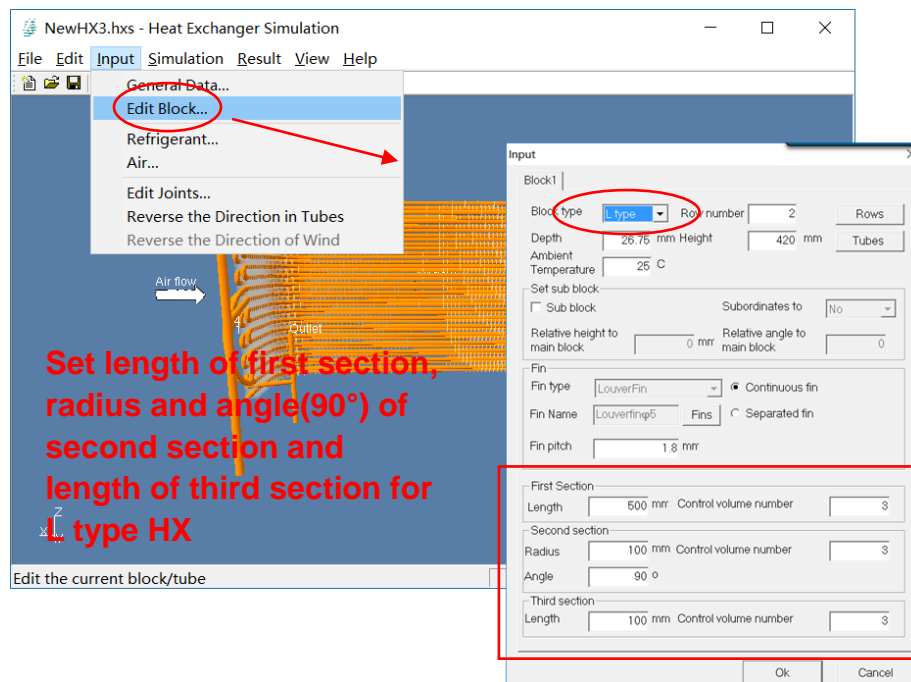 NewHX3.hxs - Heat Exchanger Simulation
File Edit Input Simulation Result View Help
General Data...
Edit Block...
Refrigerant...
Air...
Edit Joints...
Reverse the Direction in Tubes
Reverse the Direction of Wind
Air flow
Outlet
Set length of first section,
radius and angle(90°) of
second section and
length of third section for
L type HX
Z
X
Edit the current block/tube
Input
Block1
Block type L type Row number 2 Rows
Depth 26.75 mm Height 420 mm Tubes
Ambient
Temperature 25 C
Set sub block
Sub block Subordinates to No
Relative height to
main block 0 mm Relative angle to
main block 0
Fin
Fin type LouverFin Continuous fin
Fin Name Louverfinφ5 Fins Separated fin
Fin pitch 1.8 mm
First Section
Length 500 mm Control volume number 3
Second section
Radius 100 mm Control volume number 3
Angle 90 °
Third section
Length 100 mm Control volume number 3
Ok Cancel